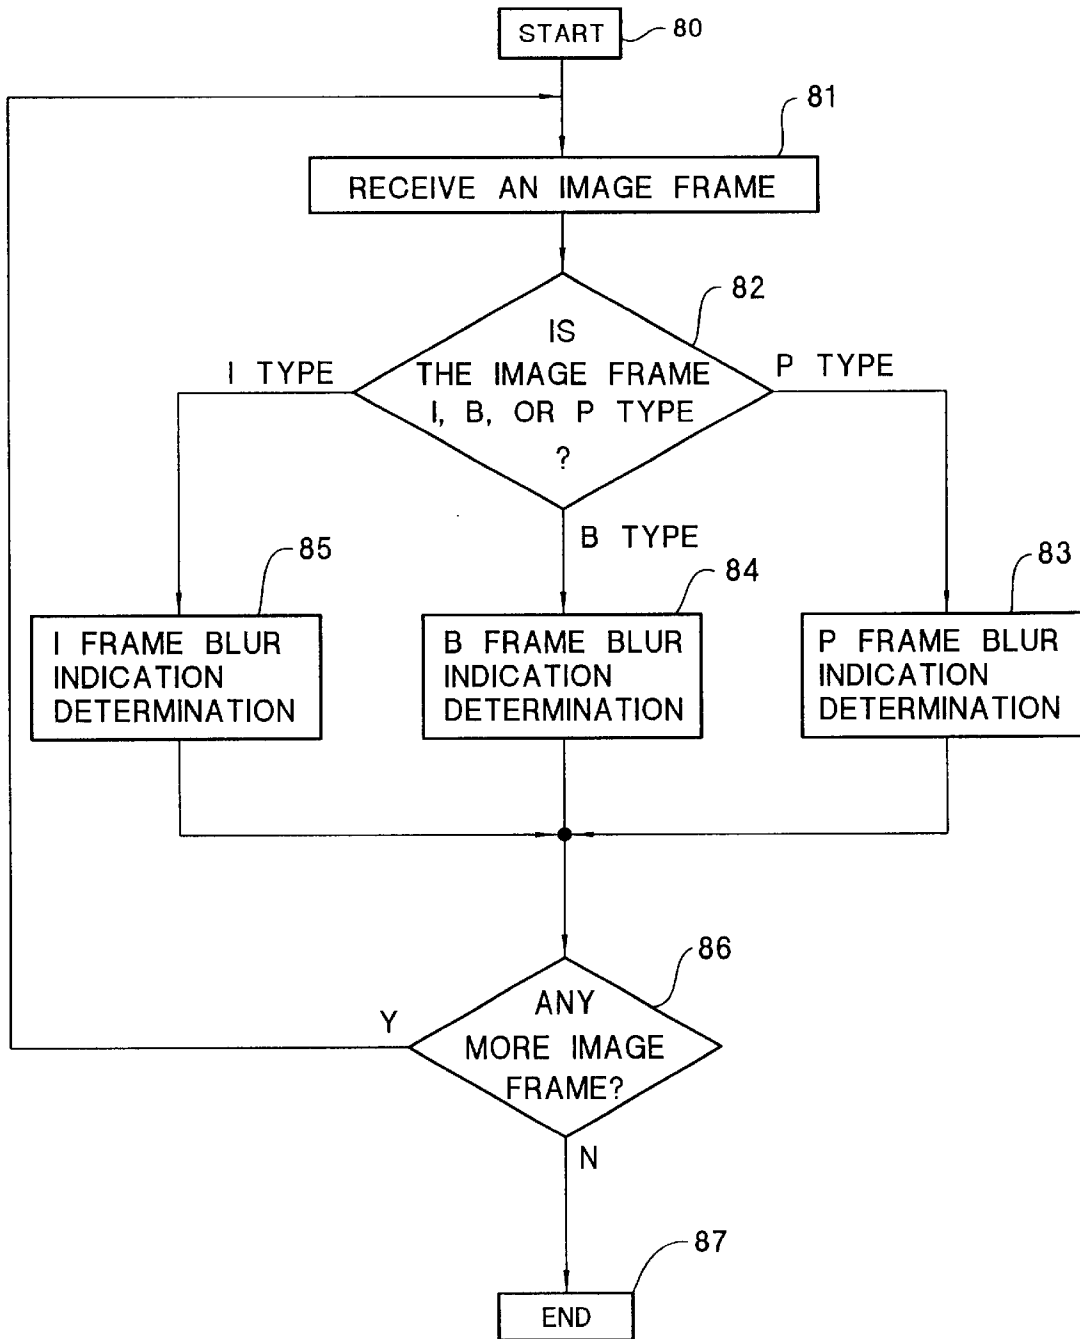 START
80
81
RECEIVE AN IMAGE FRAME
82
IS
THE IMAGE FRAME
I, B, OR P TYPE
?
I TYPE
P TYPE
B TYPE
85
84
83
I FRAME BLUR
INDICATION
DETERMINATION
B FRAME BLUR
INDICATION
DETERMINATION
P FRAME BLUR
INDICATION
DETERMINATION
86
ANY
MORE IMAGE
FRAME?
Y
N
87
END